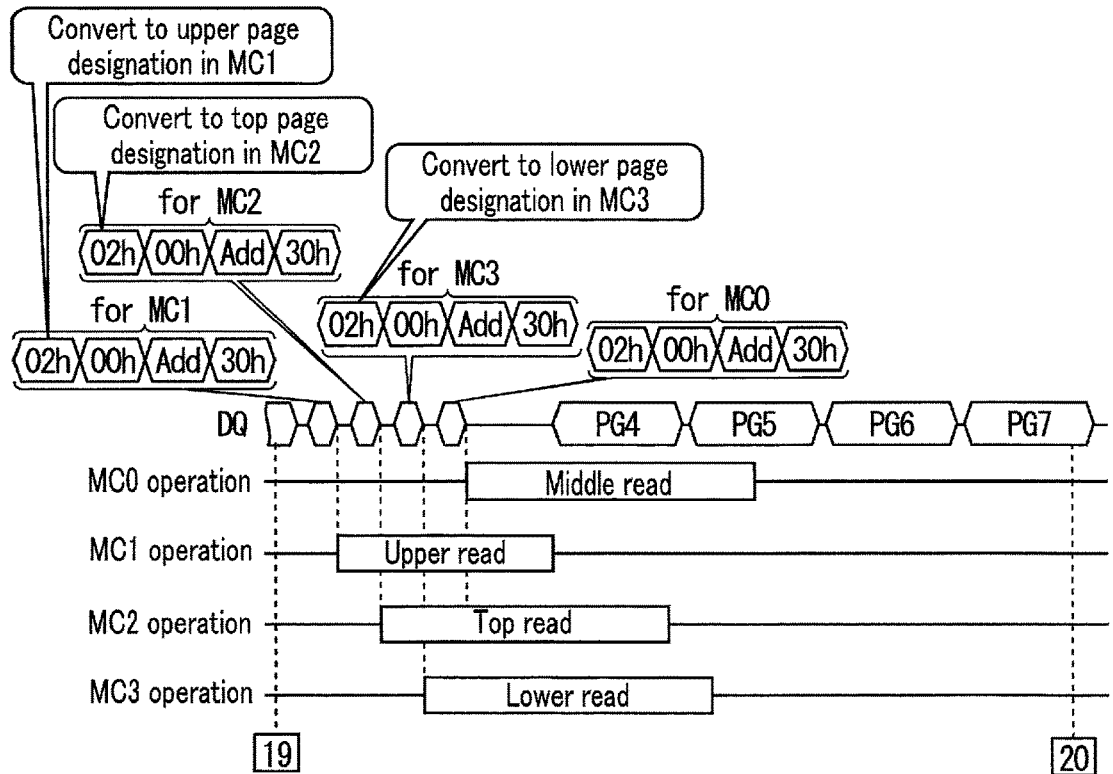 Convert to upper page
designation in MC1
Convert to top page
designation in MC2
Convert to lower page
designation in MC3
for MC2
02h 00h Add 30h
for MC3
02h 00h Add 30h
for MC1
02h 00h Add 30h
for MC0
02h 00h Add 30h
DQ PG4 PG5 PG6 PG7
MC0 operation Middle read
MC1 operation Upper read
MC2 operation Top read
MC3 operation Lower read
19 20